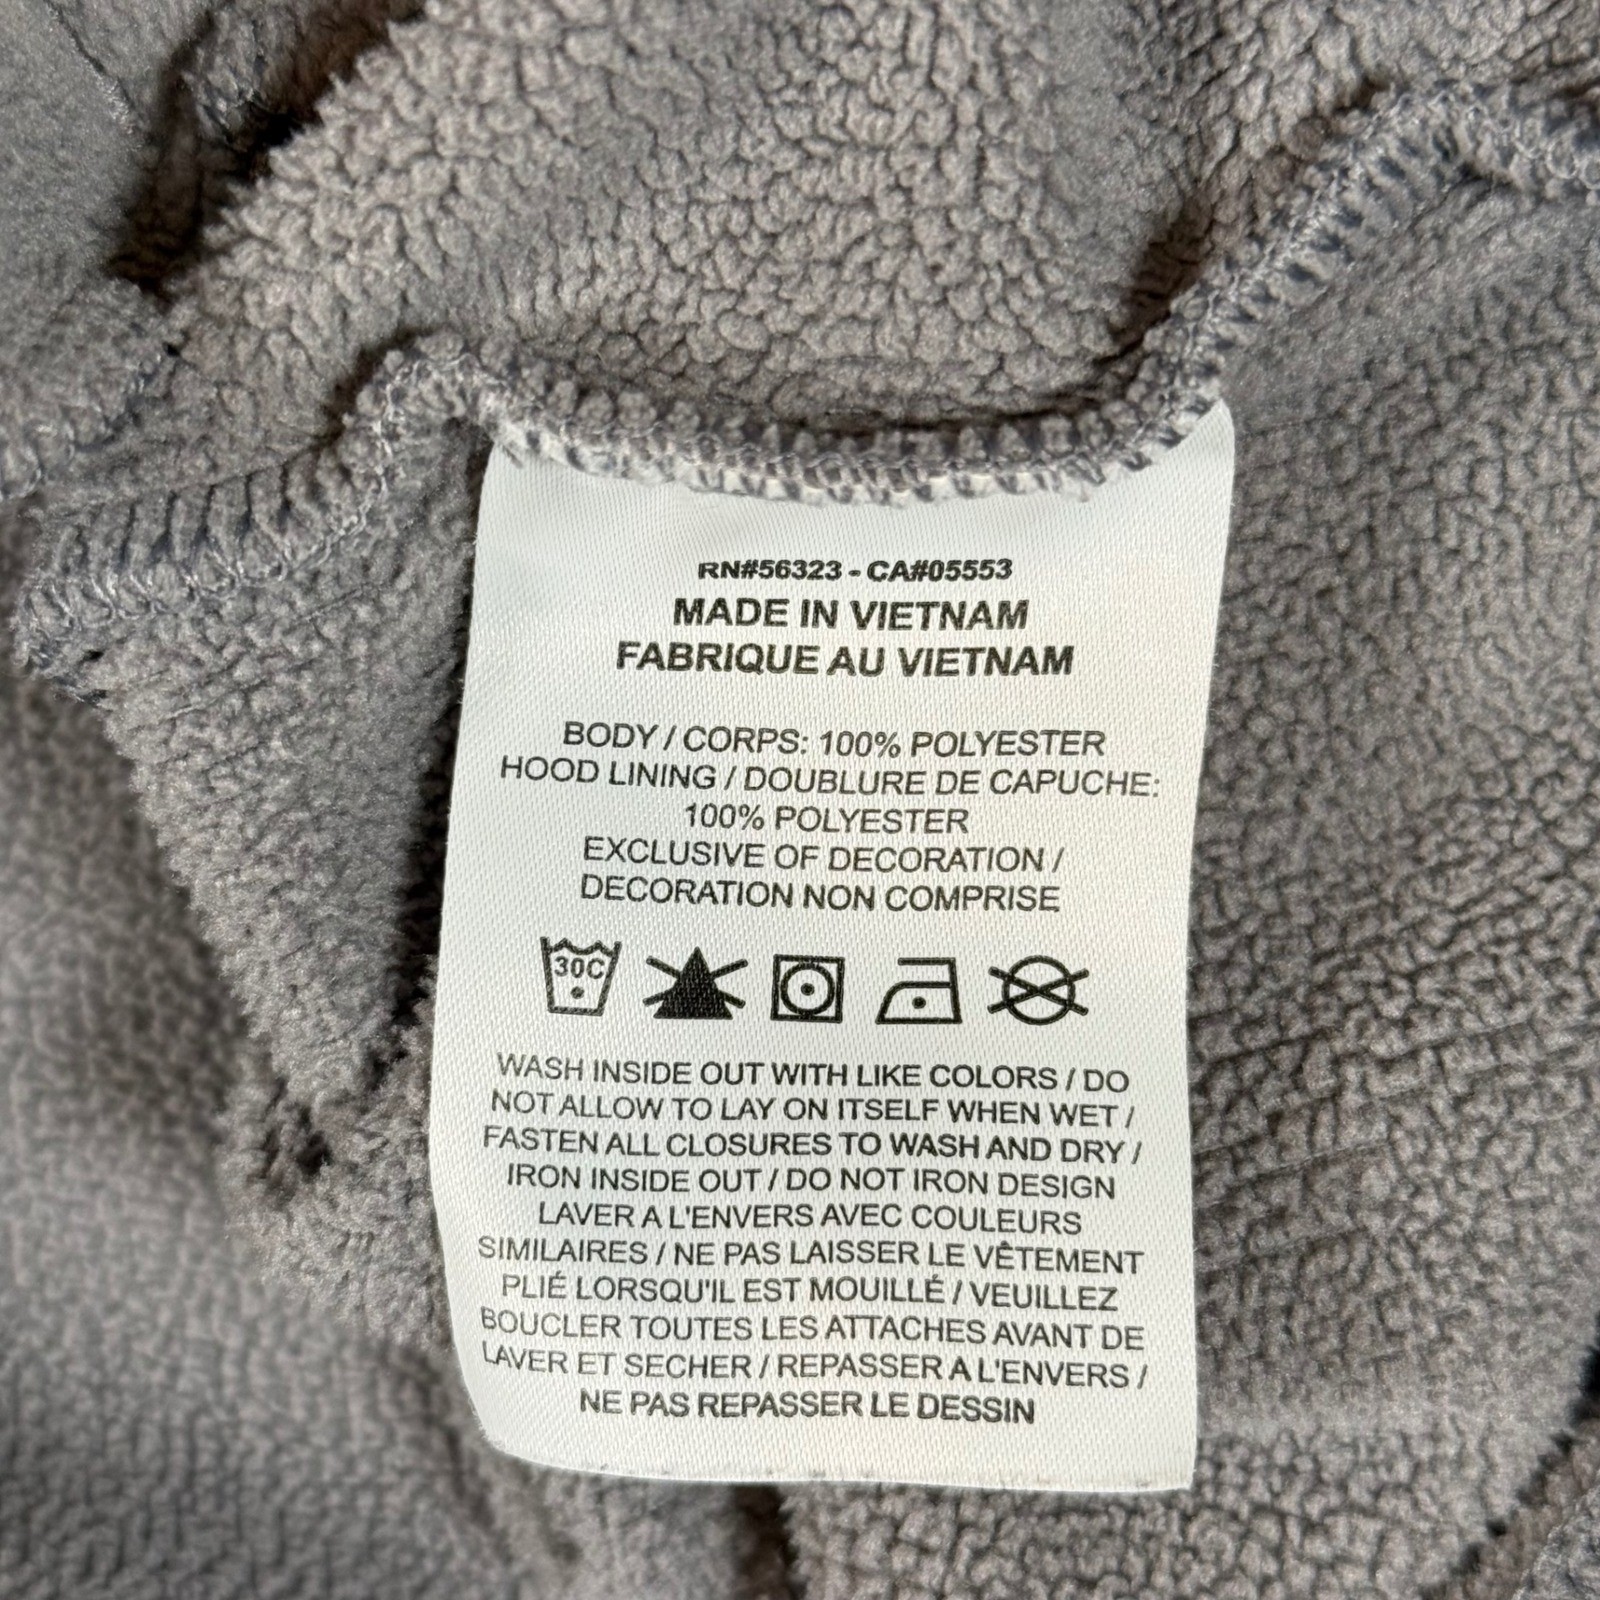 RN#56323 - CA#05553
MADE IN VIETNAM
FABRIQUE AU VIETNAM
BODY / CORPS: 100% POLYESTER
HOOD LINING / DOUBLURE DE CAPUCHE:
100% POLYESTER
EXCLUSIVE OF DECORATION /
DECORATION NON COMPRISE
30C
WASH INSIDE OUT WITH LIKE COLORS / DO
NOT ALLOW TO LAY ON ITSELF WHEN WET /
FASTEN ALL CLOSURES TO WASH AND DRY /
IRON INSIDE OUT / DO NOT IRON DESIGN
LAVER A L'ENVERS AVEC COULEURS
SIMILAIRES / NE PAS LAISSER LE VÊTEMENT
PLIÉ LORSQU'IL EST MOUILLÉ / VEUILLEZ
BOUCLER TOUTES LES ATTACHES AVANT DE
LAVER ET SECHER / REPASSER A L'ENVERS /
NE PAS REPASSER LE DESSIN